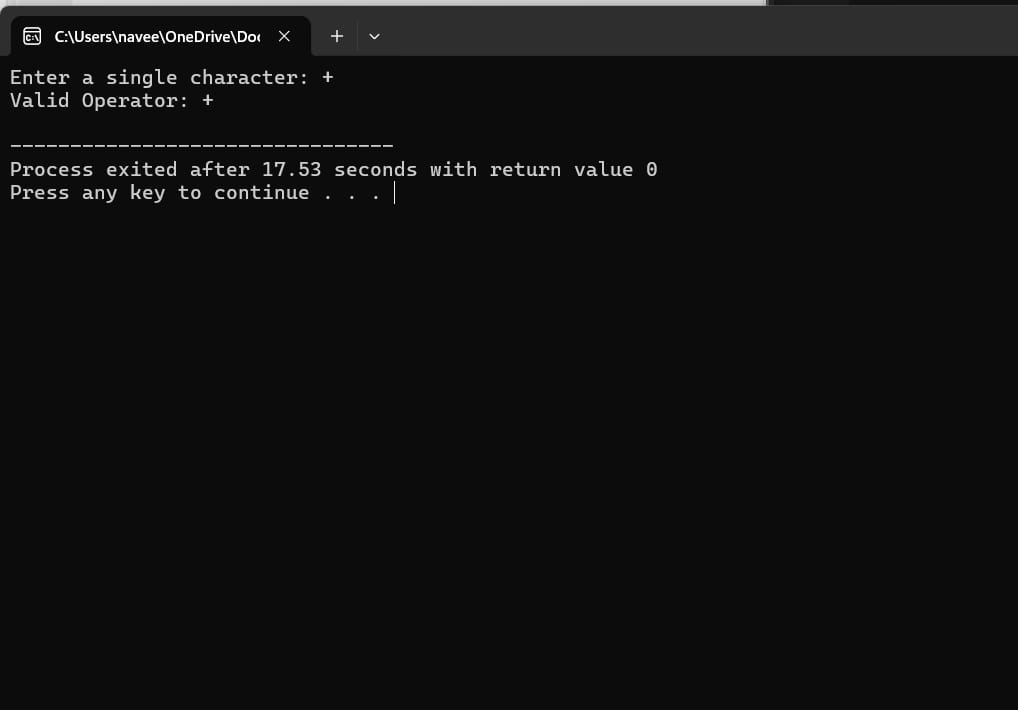 C:\Users\navee\OneDrive\Doc
Enter a single character: +
Valid Operator: +
--------------------------------
Process exited after 17.53 seconds with return value 0
Press any key to continue . . .